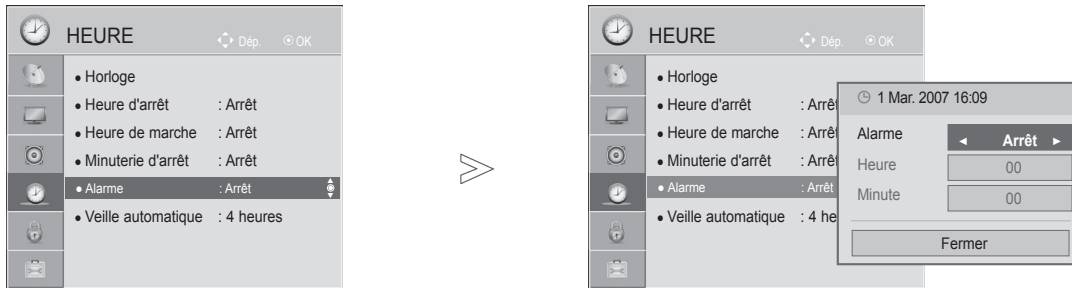 HEURE Dép. OK
• Horloge
• Heure d'arrêt : Arrêt
• Heure de marche : Arrêt
• Minuterie d'arrêt : Arrêt
• Alarme : Arrêt
• Veille automatique : 4 heures
HEURE Dép. OK
• Horloge
• Heure d'arrêt : Arrêt
• Heure de marche : Arrêt
• Minuterie d'arrêt : Arrêt
• Alarme : Arrêt
• Veille automatique : 4 he
1 Mar. 2007 16:09
Alarme ◄ Arrêt ►
Heure 00
Minute 00
Fermer